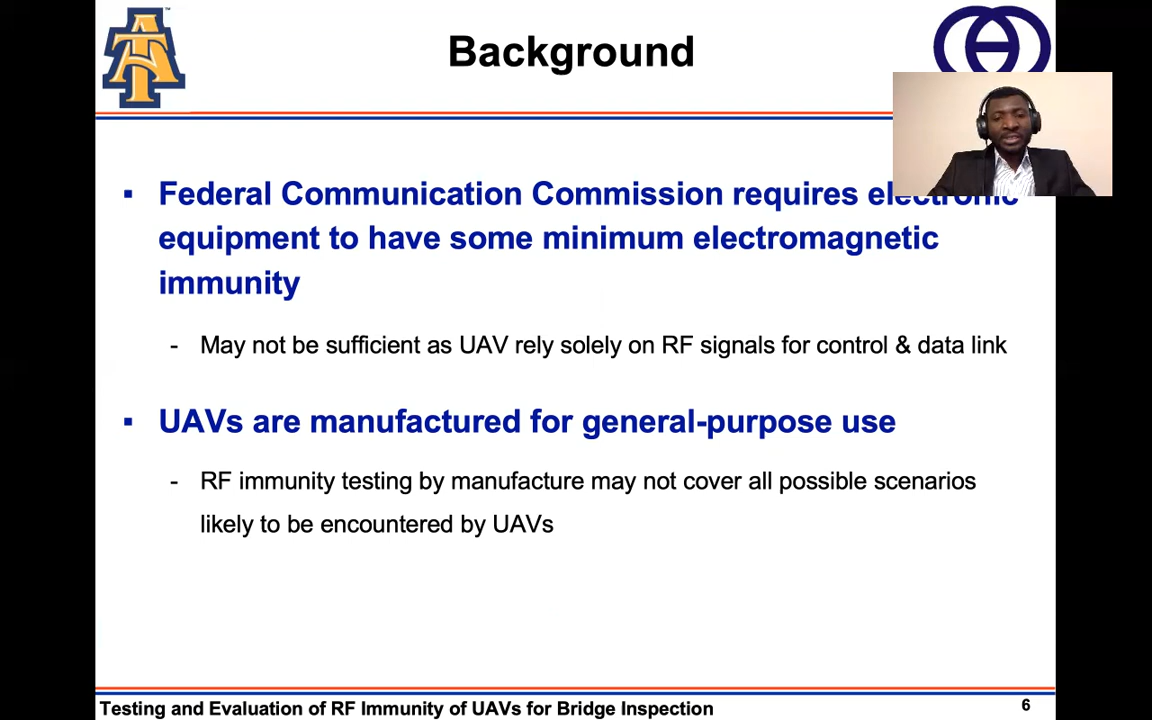 Background
▪ Federal Communication Commission requires electronic
equipment to have some minimum electromagnetic
immunity
- May not be sufficient as UAV rely solely on RF signals for control & data link
▪ UAVs are manufactured for general-purpose use
- RF immunity testing by manufacture may not cover all possible scenarios
likely to be encountered by UAVs
Testing and Evaluation of RF Immunity of UAVs for Bridge Inspection
6